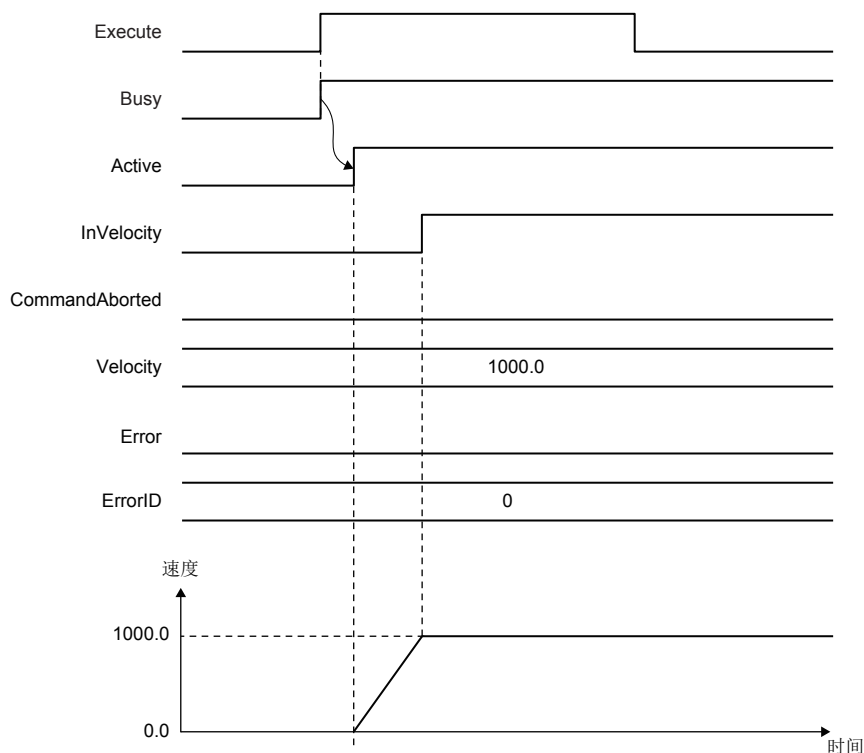 Execute
Busy
Active
InVelocity
CommandAborted
Velocity
1000.0
Error
ErrorID
0
速度
1000.0
0.0
时间